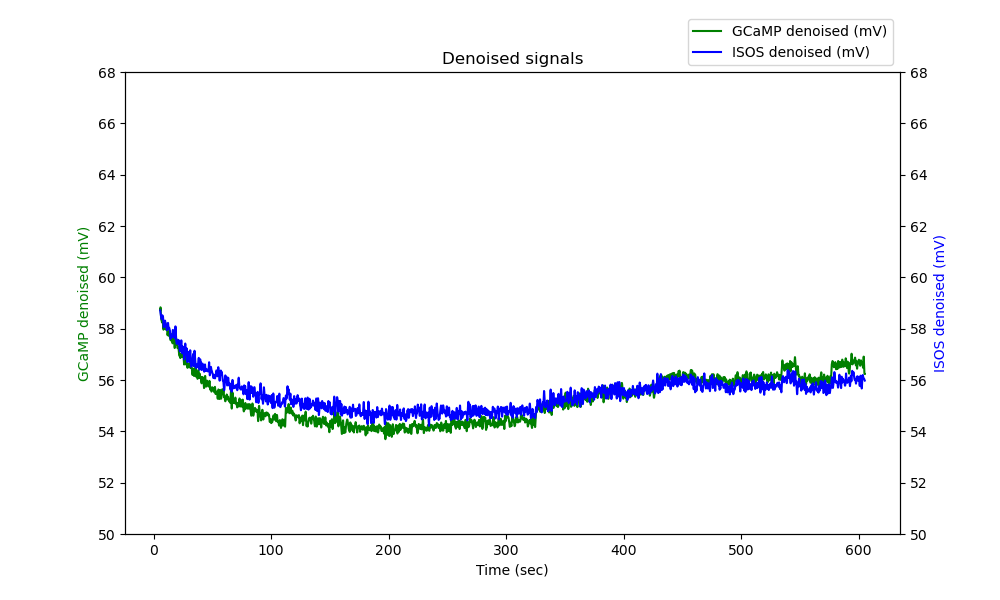 GCaMP denoised (mV)
ISOS denoised (mV)
Denoised signals
68
66
64
62
60
58
56
54
52
50
GCaMP denoised (mV)
68
66
64
62
60
58
56
54
52
50
ISOS denoised (mV)
0 100 200 300 400 500 600
Time (sec)